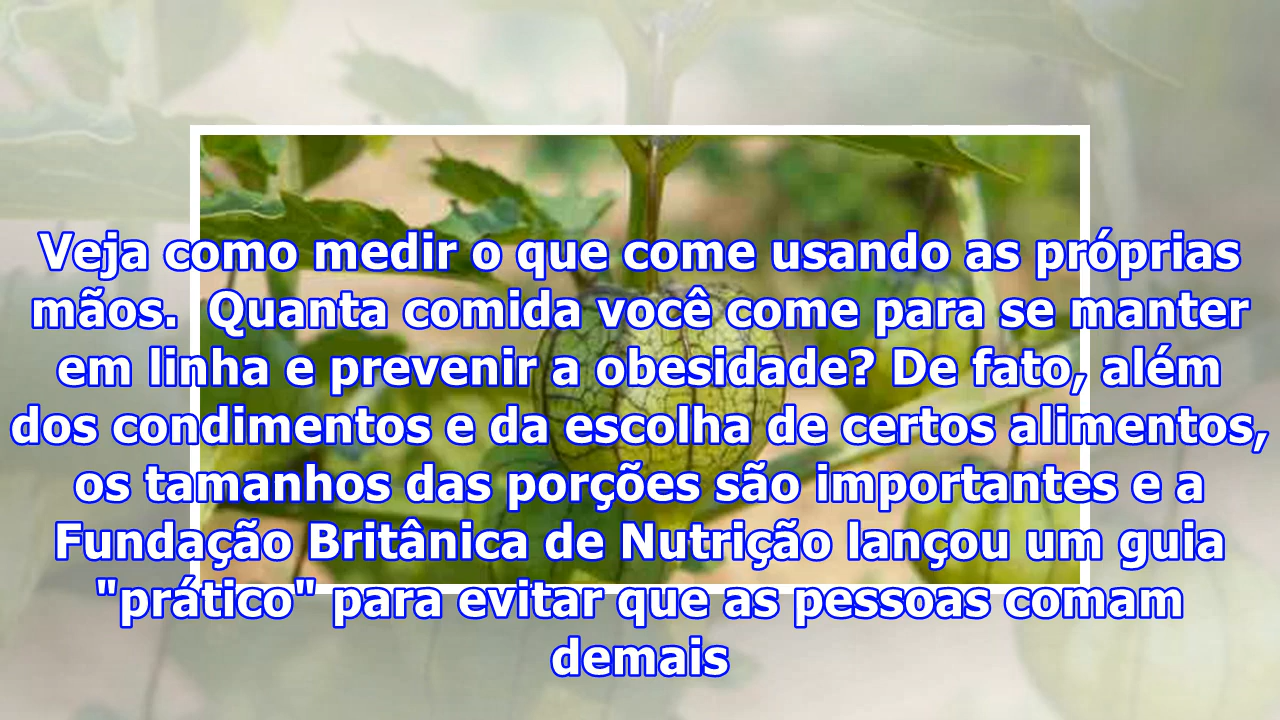 Veja como medir o que come usando as próprias
mãos.  Quanta comida você come para se manter
em linha e prevenir a obesidade? De fato, além
dos condimentos e da escolha de certos alimentos,
os tamanhos das porções são importantes e a
Fundação Britânica de Nutrição lançou um guia
"prático" para evitar que as pessoas comam
demais